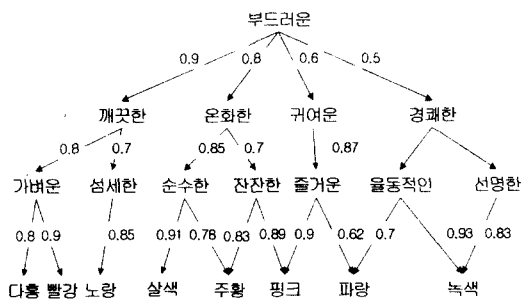 부드러운
0.9 0.8 0.6 0.5
깨끗한 온화한 귀여운 경쾌한
0.8 0.7 0.85 0.7 0.87
가벼운 섬세한 순수한 잔잔한 줄거운 율동적인 선명한
0.8 0.9 0.85 0.91 0.78 0.83 0.89 0.9 0.62 0.7 0.93 0.83
다홍 빨강 노랑 살색 주황 핑크 파랑 녹색